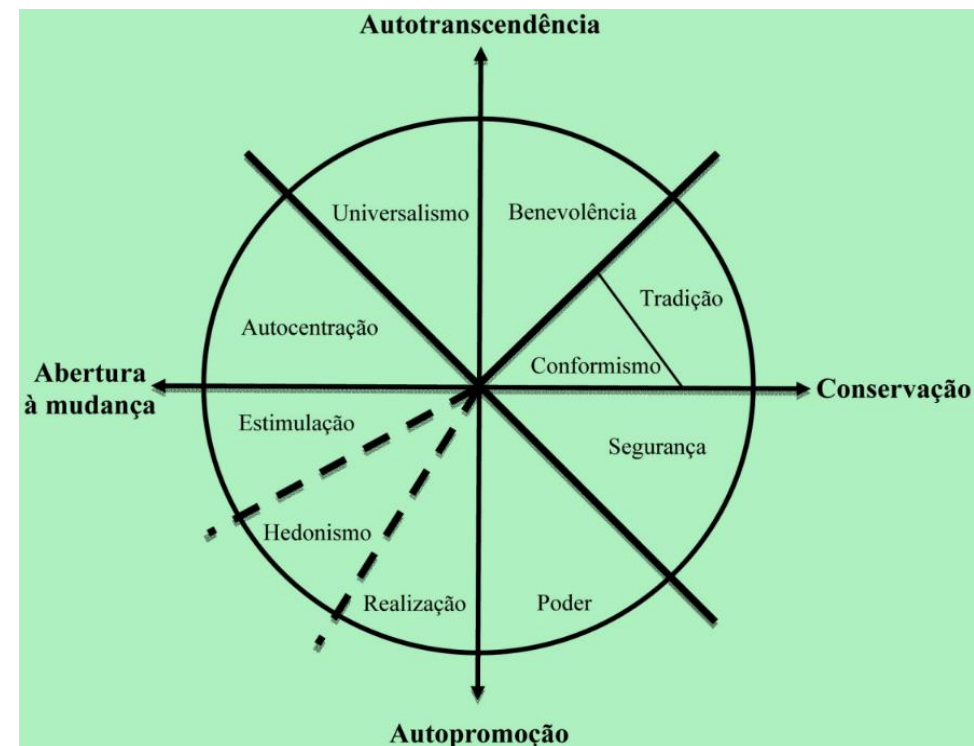 Autotranscendência
Universalismo
Benevolência
Tradição
Autocentração
Conformismo
Abertura
à mudança
Conservação
Estimulação
Segurança
Hedonismo
Realização
Poder
Autopromoção